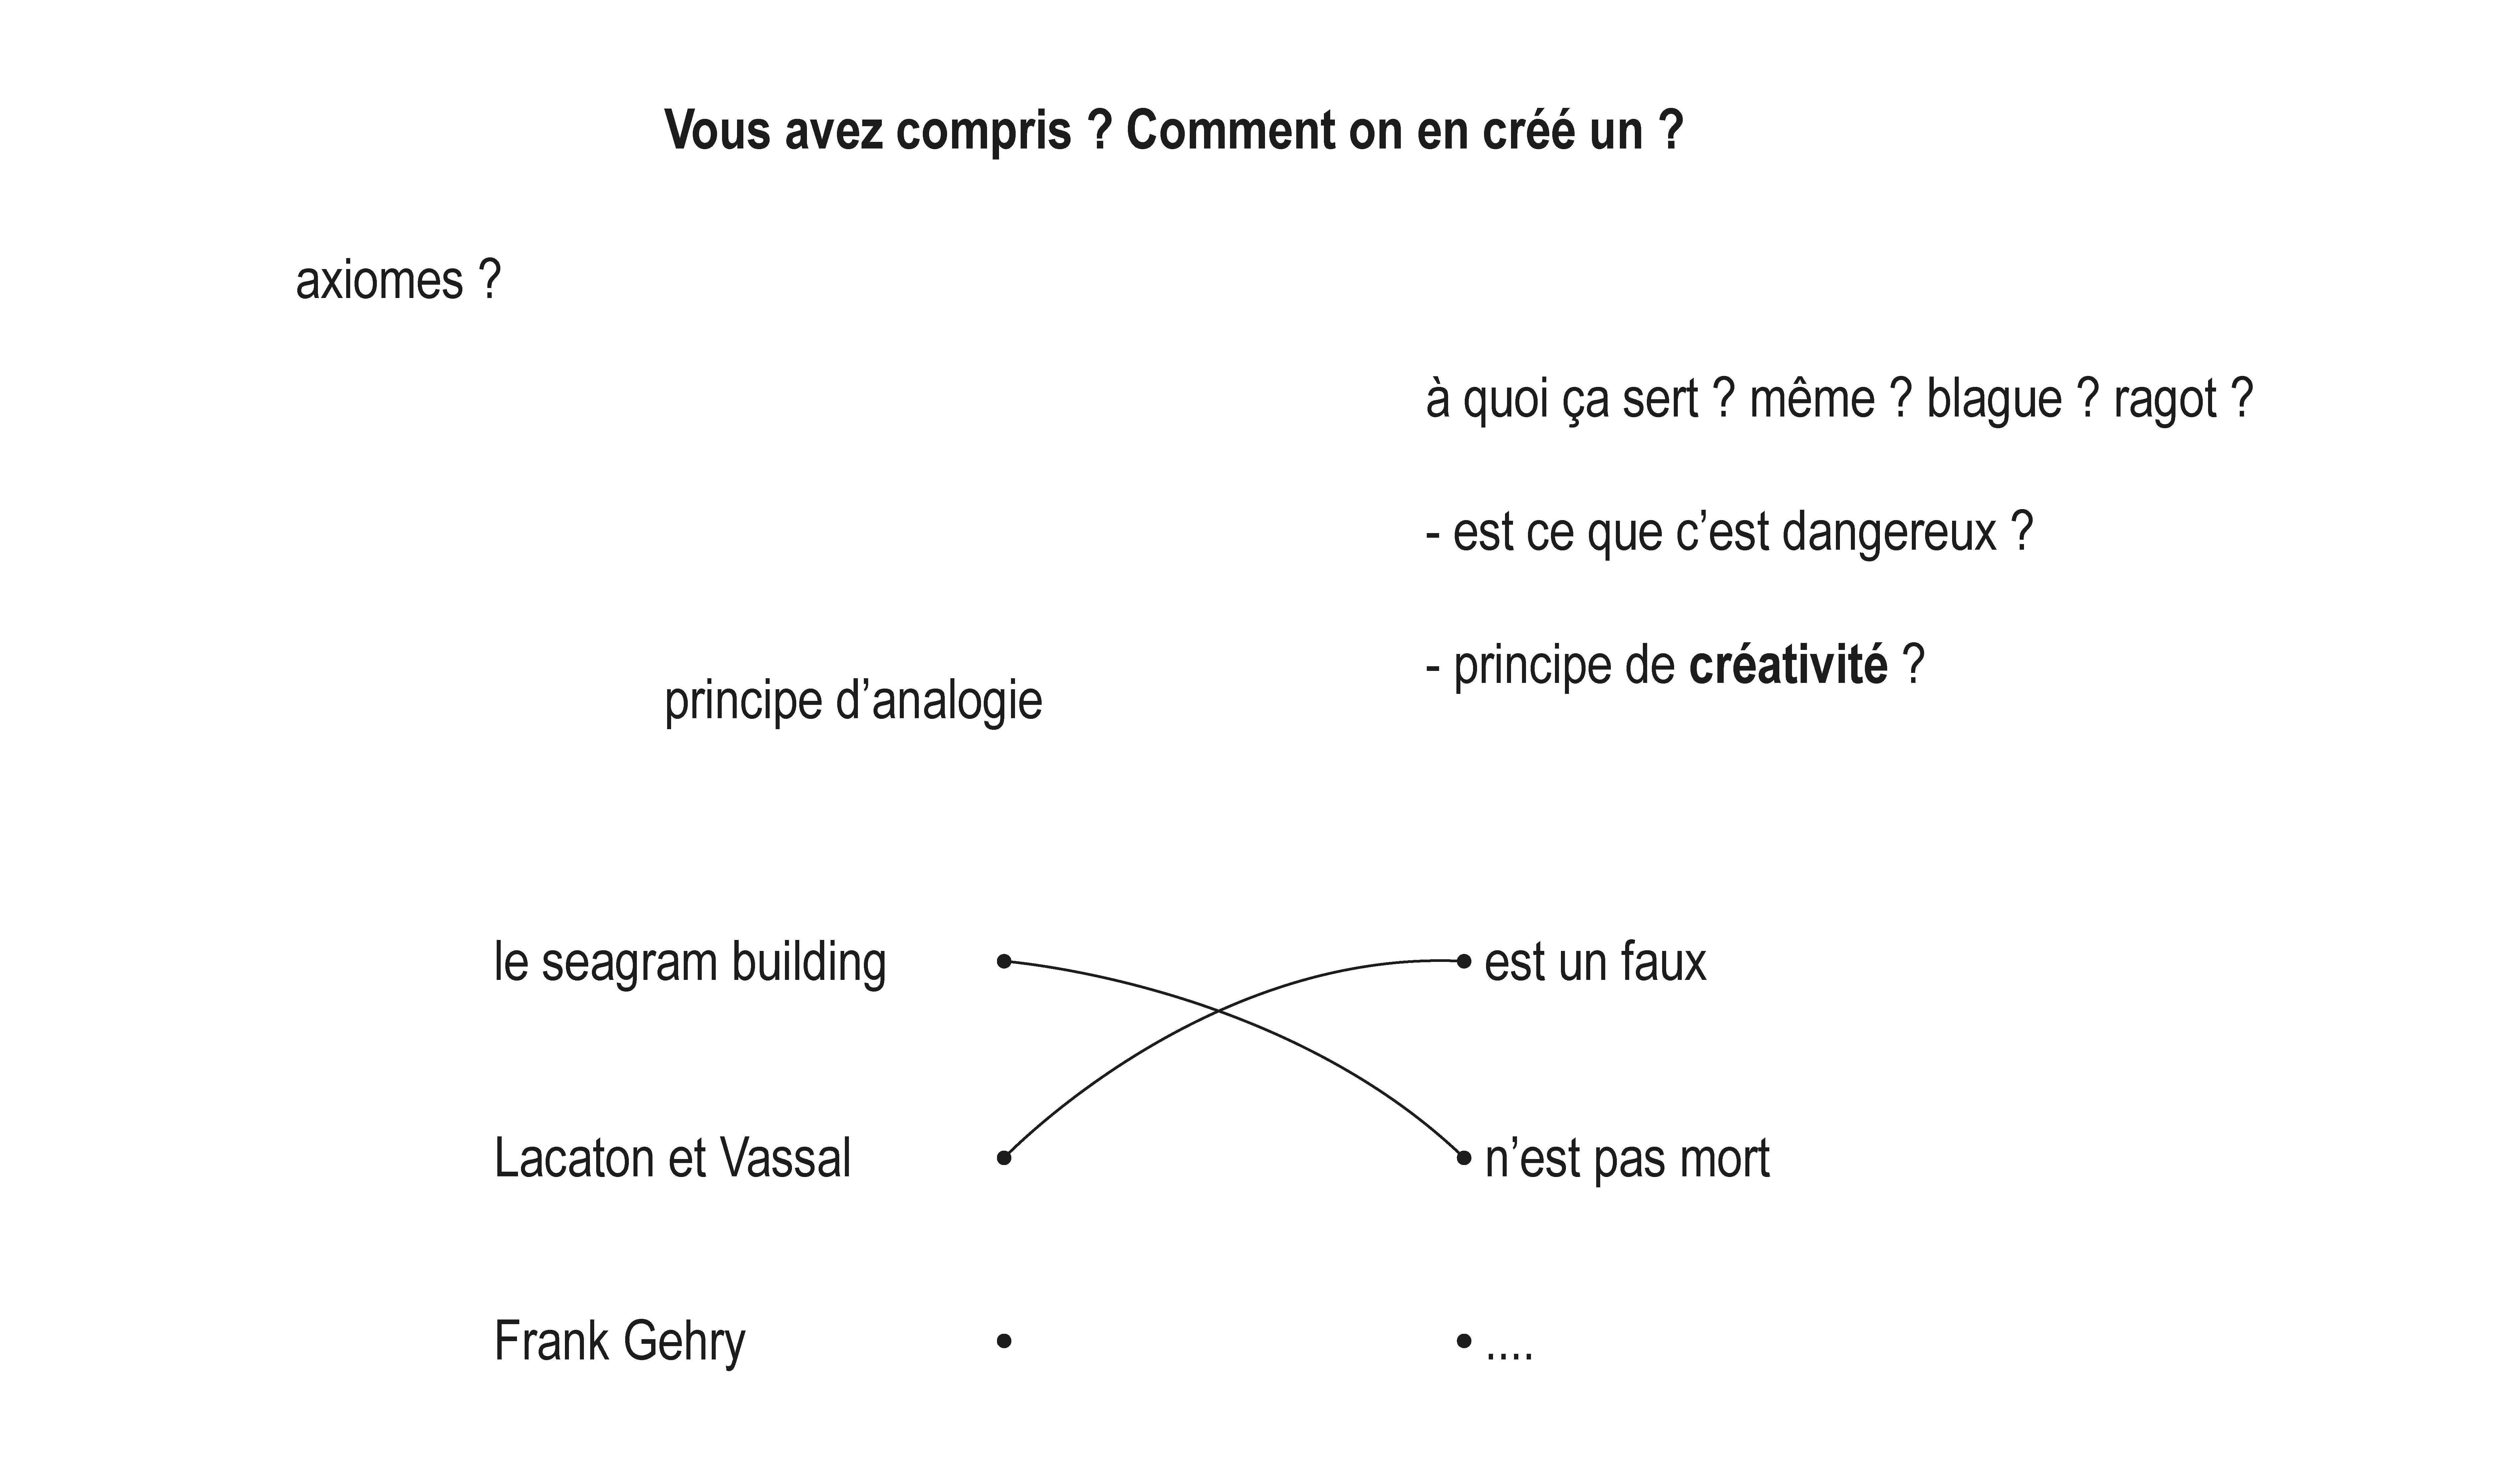 Vous avez compris ? Comment on en créé un ?
axiomes ?
à quoi ça sert ? même ? blague ? ragot ?
- est ce que c’est dangereux ?
- principe de créativité ?
principe d’analogie
le seagram building
est un faux
Lacaton et Vassal
n’est pas mort
Frank Gehry
....